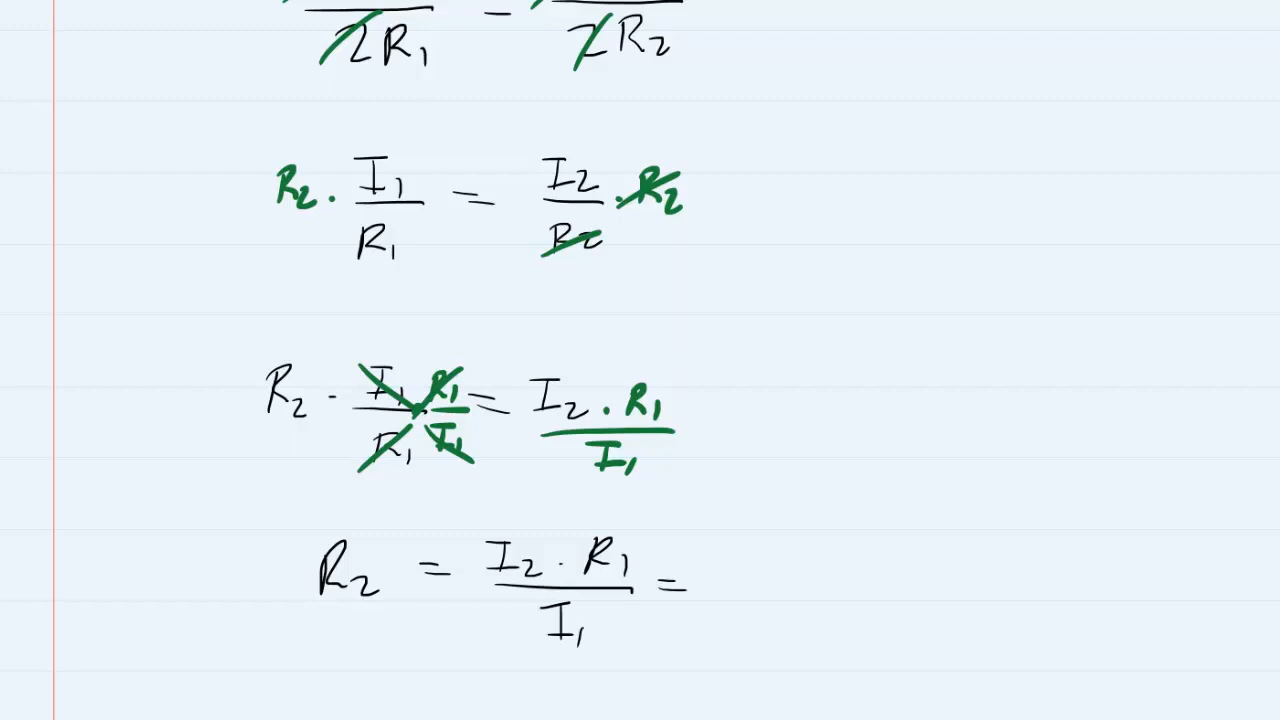 2R₁ = 2R₂
R₂ · I₁/R₁ = I₂/R₂ · R₂
R₂ · I₁/R₁ · R₁/I₁ = I₂ · R₁/I₁
R₂ = I₂ · R₁/I₁ =